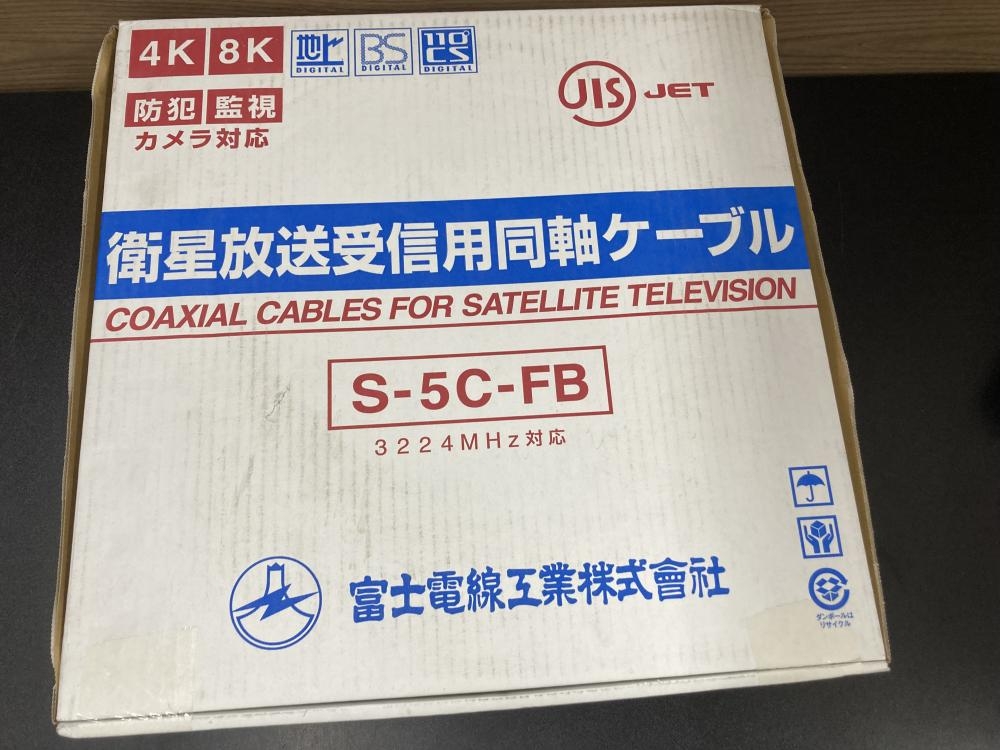 4K 8K 地上 DIGITAL BS DIGITAL 110°CS DIGITAL
JIS JET
防犯 監視
カメラ対応
衛星放送受信用同軸ケーブル
COAXIAL CABLES FOR SATELLITE TELEVISION
S-5C-FB
3224MHz対応
富士電線工業株式會社
ダンボールは
リサイクル